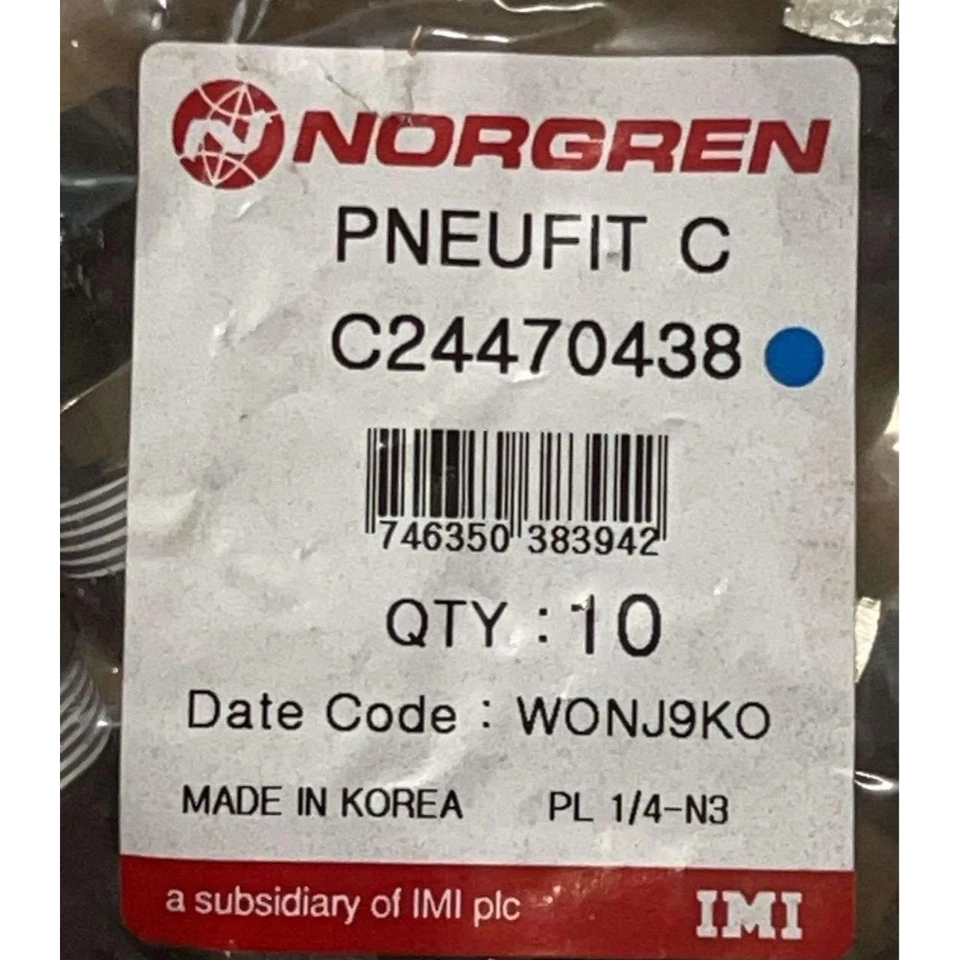 NORGREN
PNEUFIT C
C24470438
746350 383942
QTY : 10
Date Code : WONJ9KO
MADE IN KOREA PL 1/4-N3
a subsidiary of IMI plc IMI